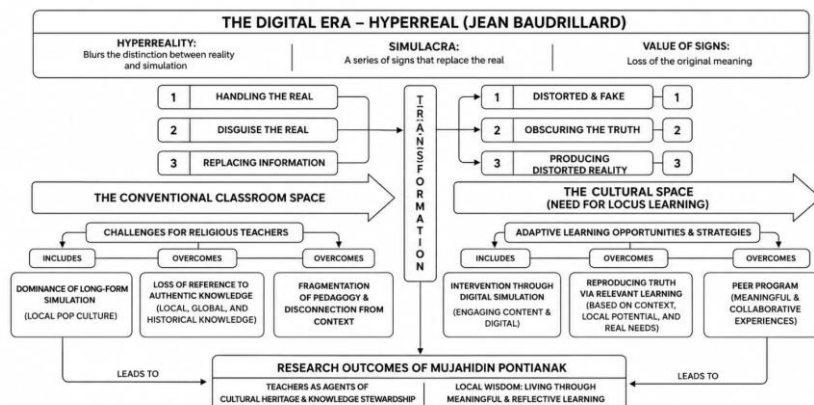 THE DIGITAL ERA – HYPERREAL (JEAN BAUDRILLARD)
HYPERREALITY:
Blurs the distinction between reality
and simulation
SIMULACRA:
A series of signs that replace the real
VALUE OF SIGNS:
Loss of the original meaning
1 HANDLING THE REAL
2 DISGUISE THE REAL
3 REPLACING INFORMATION
TRANSFORMATION
1 DISTORTED & FAKE 1
2 OBSCURING THE TRUTH 2
3 PRODUCING
DISTORTED REALITY 3
THE CONVENTIONAL CLASSROOM SPACE
THE CULTURAL SPACE
(NEED FOR LOCUS LEARNING)
CHALLENGES FOR RELIGIOUS TEACHERS
INCLUDES
OVERCOMES
OVERCOMES
DOMINANCE OF LONG-FORM
SIMULATION
(LOCAL POP CULTURE)
LOSS OF REFERENCE TO
AUTHENTIC KNOWLEDGE
(LOCAL, GLOBAL, AND
HISTORICAL KNOWLEDGE)
FRAGMENTATION
OF PEDAGOGY &
DISCONNECTION FROM
CONTEXT
ADAPTIVE LEARNING OPPORTUNITIES & STRATEGIES
INCLUDES
OVERCOMES
OVERCOMES
INTERVENTION THROUGH
DIGITAL SIMULATION
(ENGAGING CONTENT &
DIGITAL)
REPRODUCING TRUTH
VIA RELEVANT LEARNING
(BASED ON CONTEXT,
LOCAL POTENTIAL, AND
REAL NEEDS)
PEER PROGRAM
(MEANINGFUL &
COLLABORATIVE
EXPERIENCES)
LEADS TO
LEADS TO
RESEARCH OUTCOMES OF MUJAHIDIN PONTIANAK
TEACHERS AS AGENTS OF
CULTURAL HERITAGE & KNOWLEDGE STEWARDSHIP
LOCAL WISDOM: LIVING THROUGH
MEANINGFUL & REFLECTIVE LEARNING